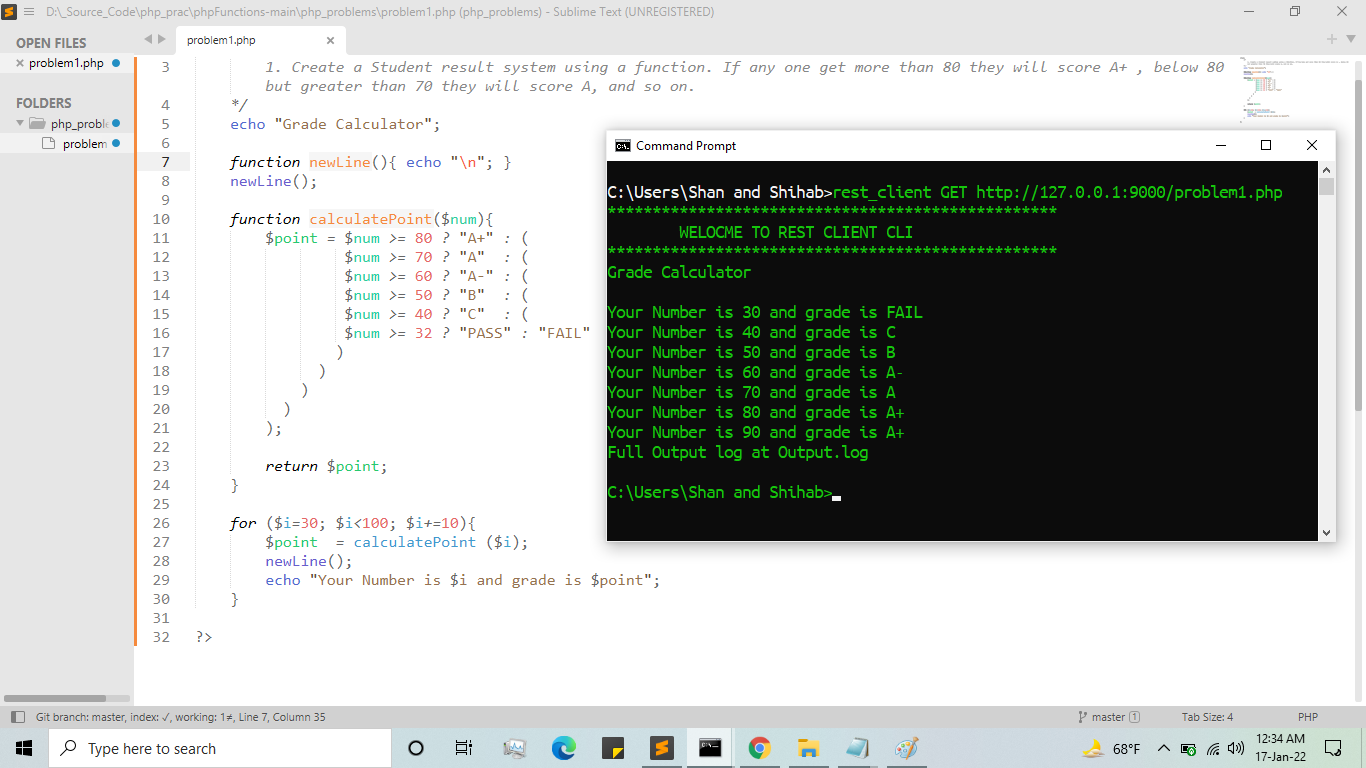 D:\_Source_Code\php_prac\phpFunctions-main\php_problems\problem1.php (php_problems) - Sublime Text (UNREGISTERED)
OPEN FILES
problem1.php
FOLDERS
php_proble
problem
problem1.php
3 1. Create a Student result system using a function. If any one get more than 80 they will score A+ , below 80
but greater than 70 they will score A, and so on.
4 */
5 echo "Grade Calculator";
6
7 function newLine(){ echo "\n"; }
8 newLine();
9
10 function calculatePoint($num){
11 $point = $num >= 80 ? "A+" : (
12 $num >= 70 ? "A" : (
13 $num >= 60 ? "A-" : (
14 $num >= 50 ? "B" : (
15 $num >= 40 ? "C" : (
16 $num >= 32 ? "PASS" : "FAIL"
17 )
18 )
19 )
20 )
21 );
22
23 return $point;
24 }
25
26 for ($i=30; $i<100; $i+=10){
27 $point = calculatePoint ($i);
28 newLine();
29 echo "Your Number is $i and grade is $point";
30 }
31
32 ?>
Command Prompt
C:\Users\Shan and Shihab>rest_client GET http://127.0.0.1:9000/problem1.php
**************************************************
WELOCME TO REST CLIENT CLI
**************************************************
Grade Calculator
Your Number is 30 and grade is FAIL
Your Number is 40 and grade is C
Your Number is 50 and grade is B
Your Number is 60 and grade is A-
Your Number is 70 and grade is A
Your Number is 80 and grade is A+
Your Number is 90 and grade is A+
Full Output log at Output.log
C:\Users\Shan and Shihab>
Git branch: master, index: ✓, working: 1≠, Line 7, Column 35
master 1
Tab Size: 4
PHP
Type here to search
68°F
12:34 AM
17-Jan-22